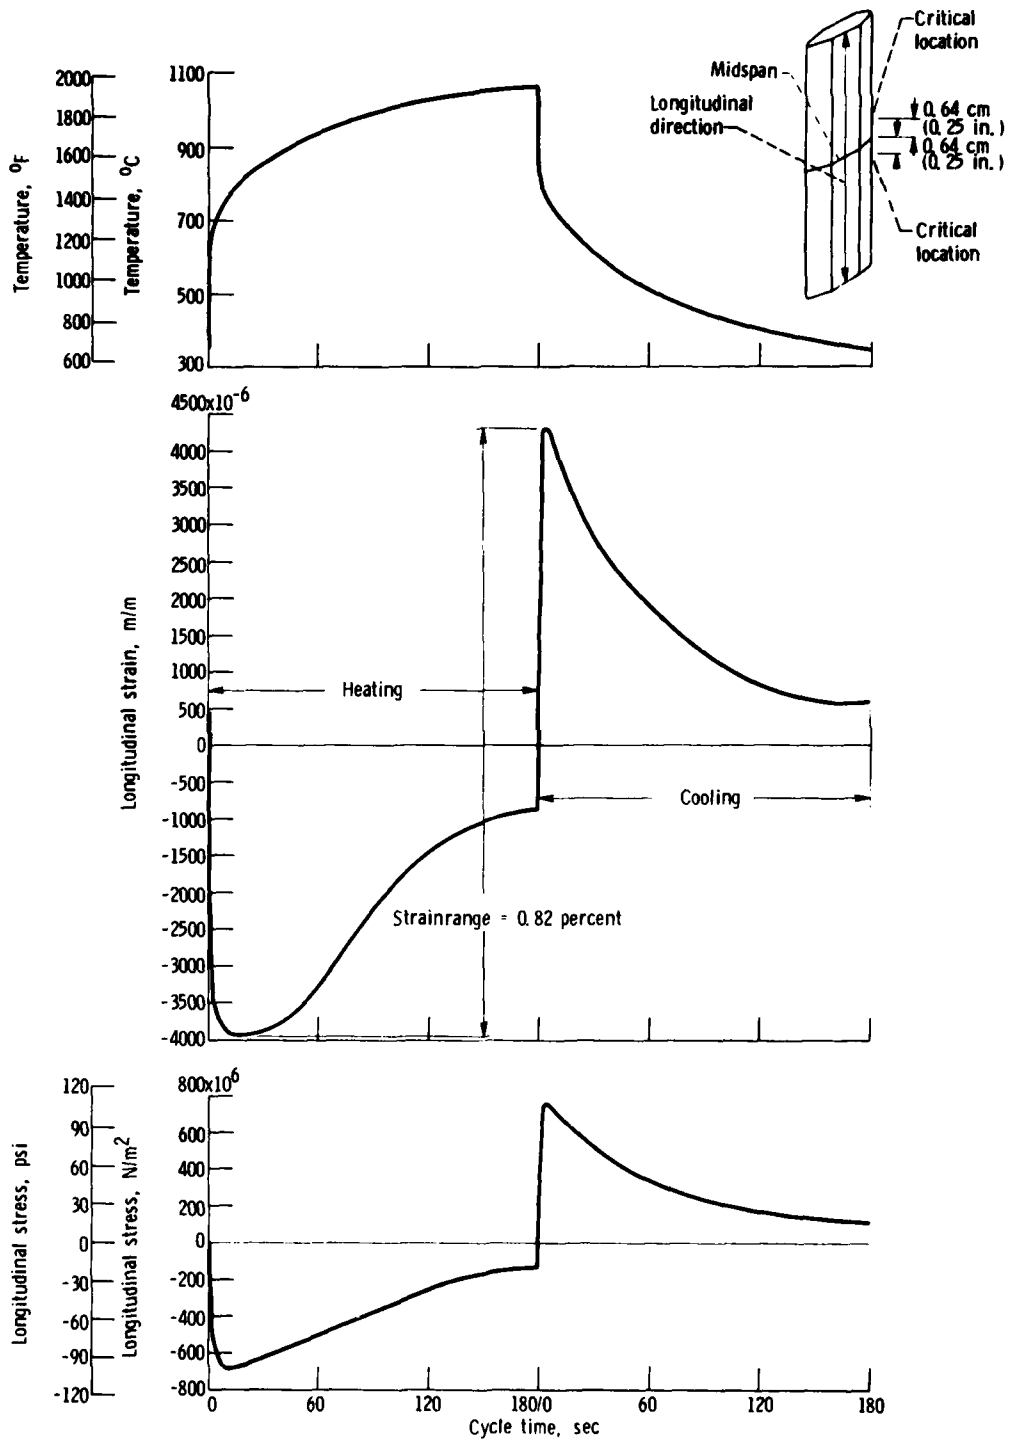 Critical
location
Midspan
Longitudinal
direction
0.64 cm
(0.25 in.)
0.64 cm
(0.25 in.)
Critical
location
Temperature, °F
2000
1800
1600
1400
1200
1000
800
600
Temperature, °C
1100
900
700
500
300
4500x10-6
4000
3500
3000
2500
2000
1500
1000
500
0
-500
-1000
-1500
-2000
-2500
-3000
-3500
-4000
Longitudinal strain, m/m
Heating
Cooling
Strainrange = 0.82 percent
Longitudinal stress, psi
120
90
60
30
0
-30
-60
-90
-120
Longitudinal stress, N/m2
800x106
600
400
200
0
-200
-400
-600
-800
0
60
120
180/0
60
120
180
Cycle time, sec